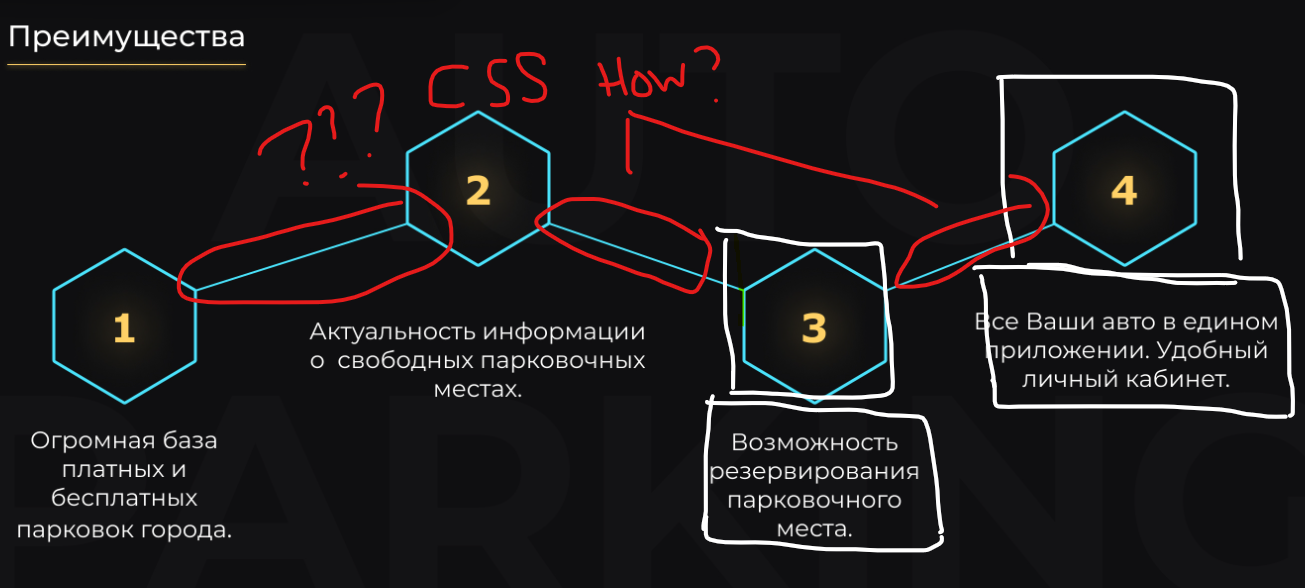 Преимущества
??? CSS How?
1
2
3
4
Огромная база
платных и
бесплатных
парковок города.
Актуальность информации
о свободных парковочных
местах.
Возможность
резервирования
парковочного
места.
Все Ваши авто в едином
приложении. Удобный
личный кабинет.
AUTO
PARKING